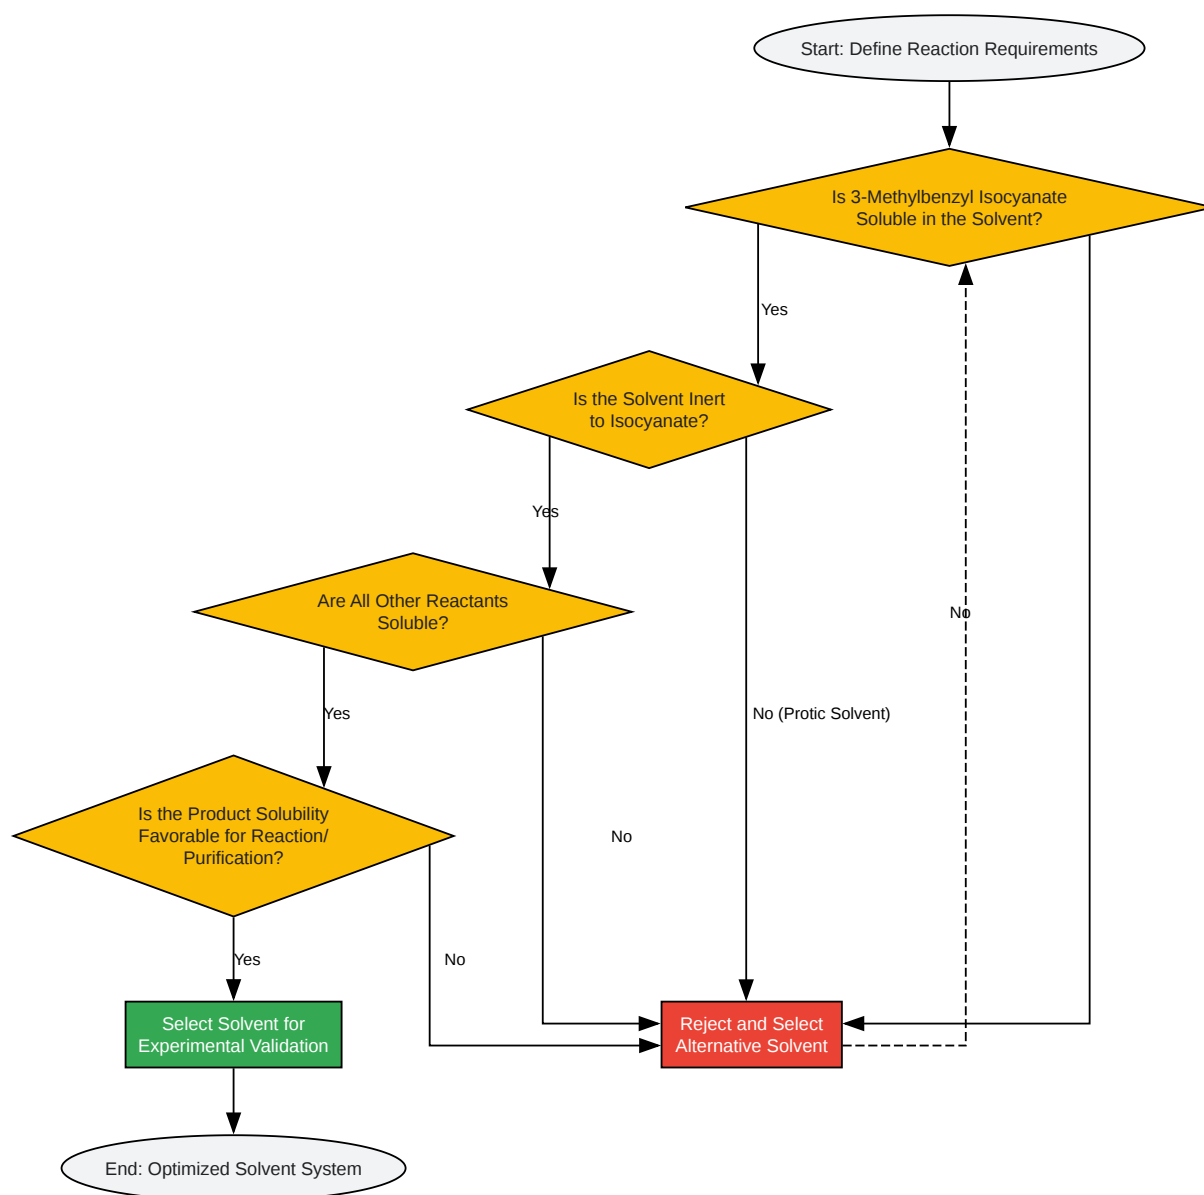 Start: Define Reaction Requirements
Is 3-Methylbenzyl Isocyanate
Soluble in the Solvent?
Yes
Is the Solvent Inert
to Isocyanate?
Yes
Are All Other Reactants
Soluble?
No
Yes
No (Protic Solvent)
Is the Product Solubility
Favorable for Reaction/
Purification?
No
Yes
No
Select Solvent for
Experimental Validation
Reject and Select
Alternative Solvent
End: Optimized Solvent System